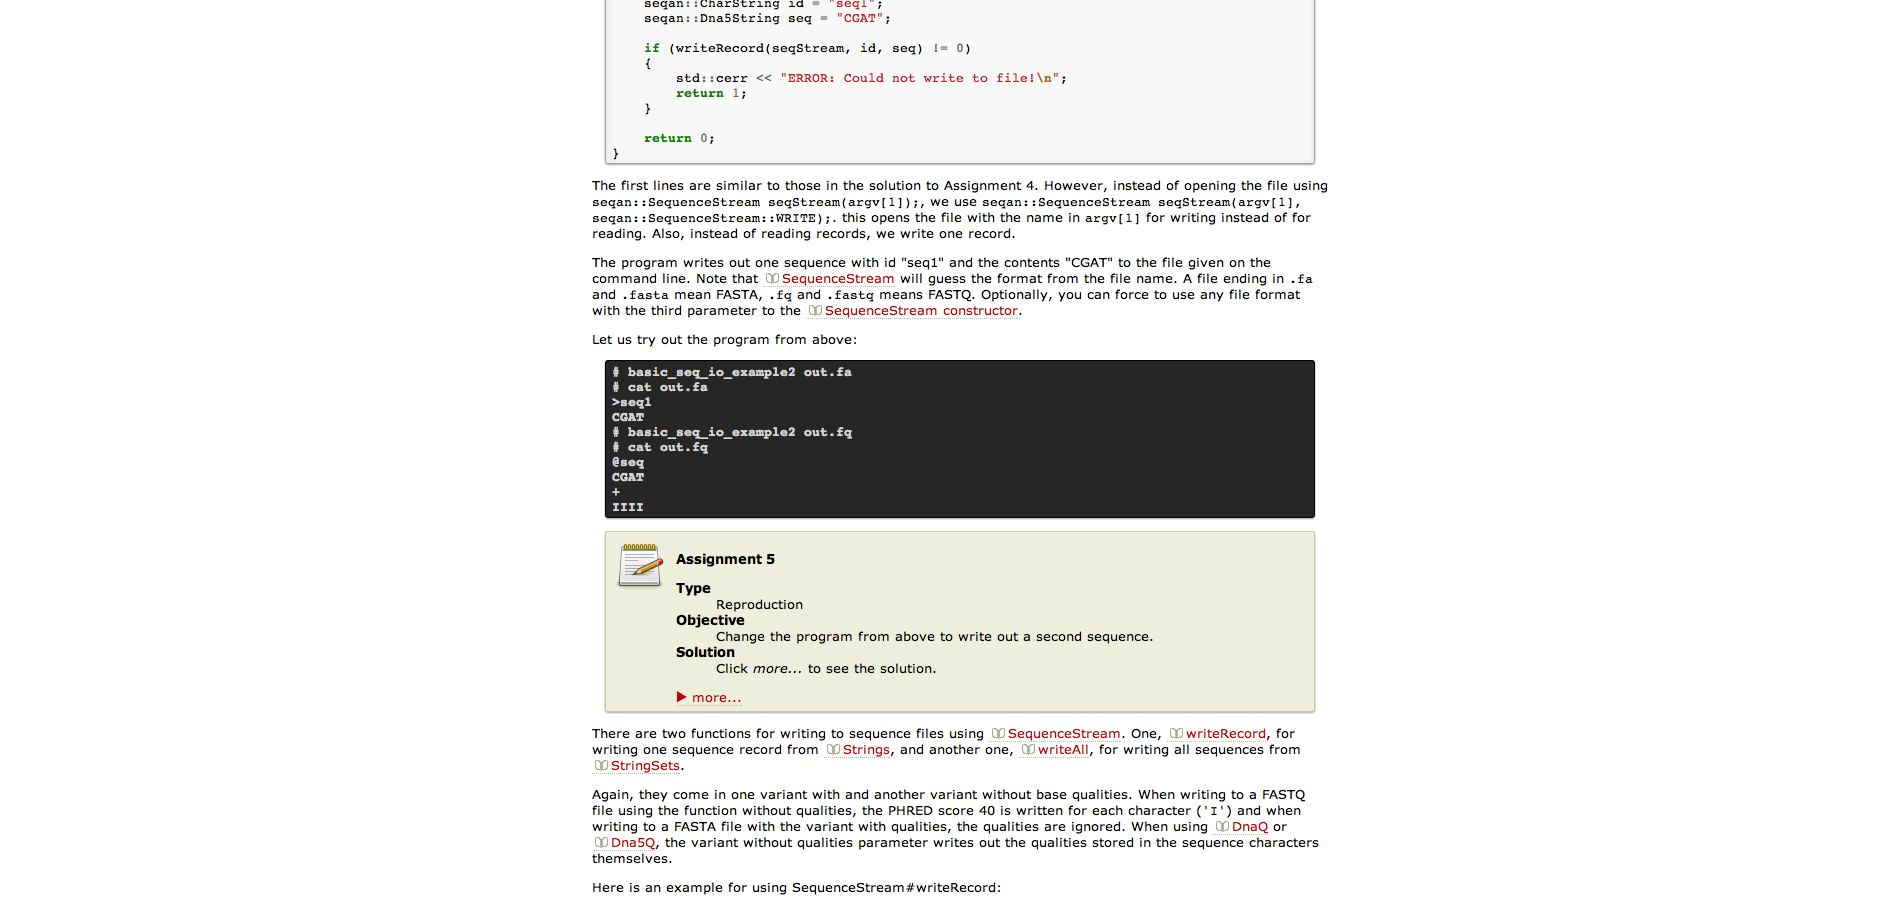 seqan::CharString id = "seq1";
seqan::Dna5String seq = "CGAT";
if (writeRecord(seqStream, id, seq) != 0)
{
std::cerr << "ERROR: Could not write to file!\n";
return 1;
}
return 0;
}
The first lines are similar to those in the solution to Assignment 4. However, instead of opening the file using
seqan::SequenceStream seqStream(argv[1]);, we use seqan::SequenceStream seqStream(argv[1],
seqan::SequenceStream::WRITE);. this opens the file with the name in argv[1] for writing instead of for
reading. Also, instead of reading records, we write one record.
The program writes out one sequence with id "seq1" and the contents "CGAT" to the file given on the
command line. Note that SequenceStream will guess the format from the file name. A file ending in .fa
and .fasta mean FASTA, .fq and .fastq means FASTQ. Optionally, you can force to use any file format
with the third parameter to the SequenceStream constructor.
Let us try out the program from above:
# basic_seq_io_example2 out.fa
# cat out.fa
>seq1
CGAT
# basic_seq_io_example2 out.fq
# cat out.fq
@seq
CGAT
+
IIII
Assignment 5
Type
Reproduction
Objective
Change the program from above to write out a second sequence.
Solution
Click more... to see the solution.
more...
There are two functions for writing to sequence files using SequenceStream. One, writeRecord, for
writing one sequence record from Strings, and another one, writeAll, for writing all sequences from
StringSets.
Again, they come in one variant with and another variant without base qualities. When writing to a FASTQ
file using the function without qualities, the PHRED score 40 is written for each character ('I') and when
writing to a FASTA file with the variant with qualities, the qualities are ignored. When using DnaQ or
Dna5Q, the variant without qualities parameter writes out the qualities stored in the sequence characters
themselves.
Here is an example for using SequenceStream#writeRecord: